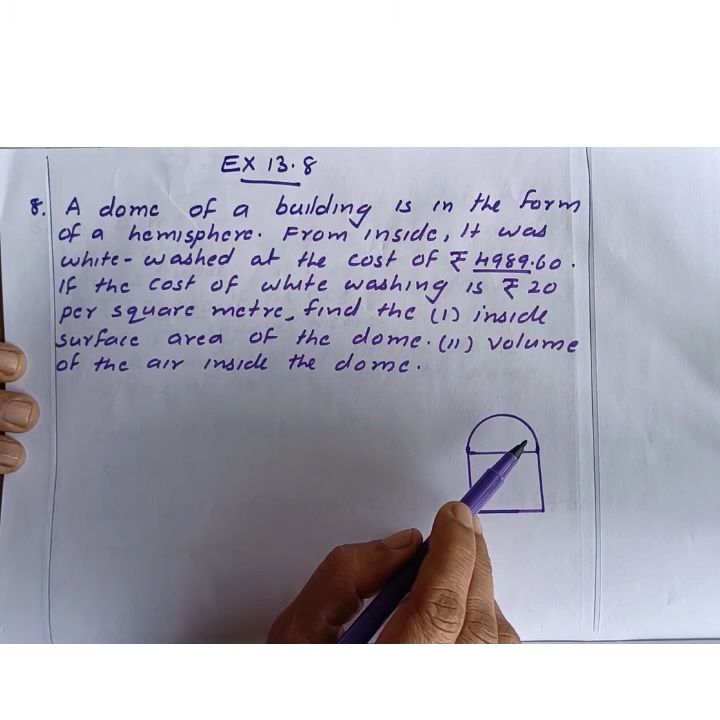 EX 13.8
8. A dome of a building is in the form
of a hemisphere. From inside, it was
white-washed at the cost of ₹ 4989.60.
If the cost of white washing is ₹ 20
per square metre, find the (i) inside
surface area of the dome. (ii) volume
of the air inside the dome.